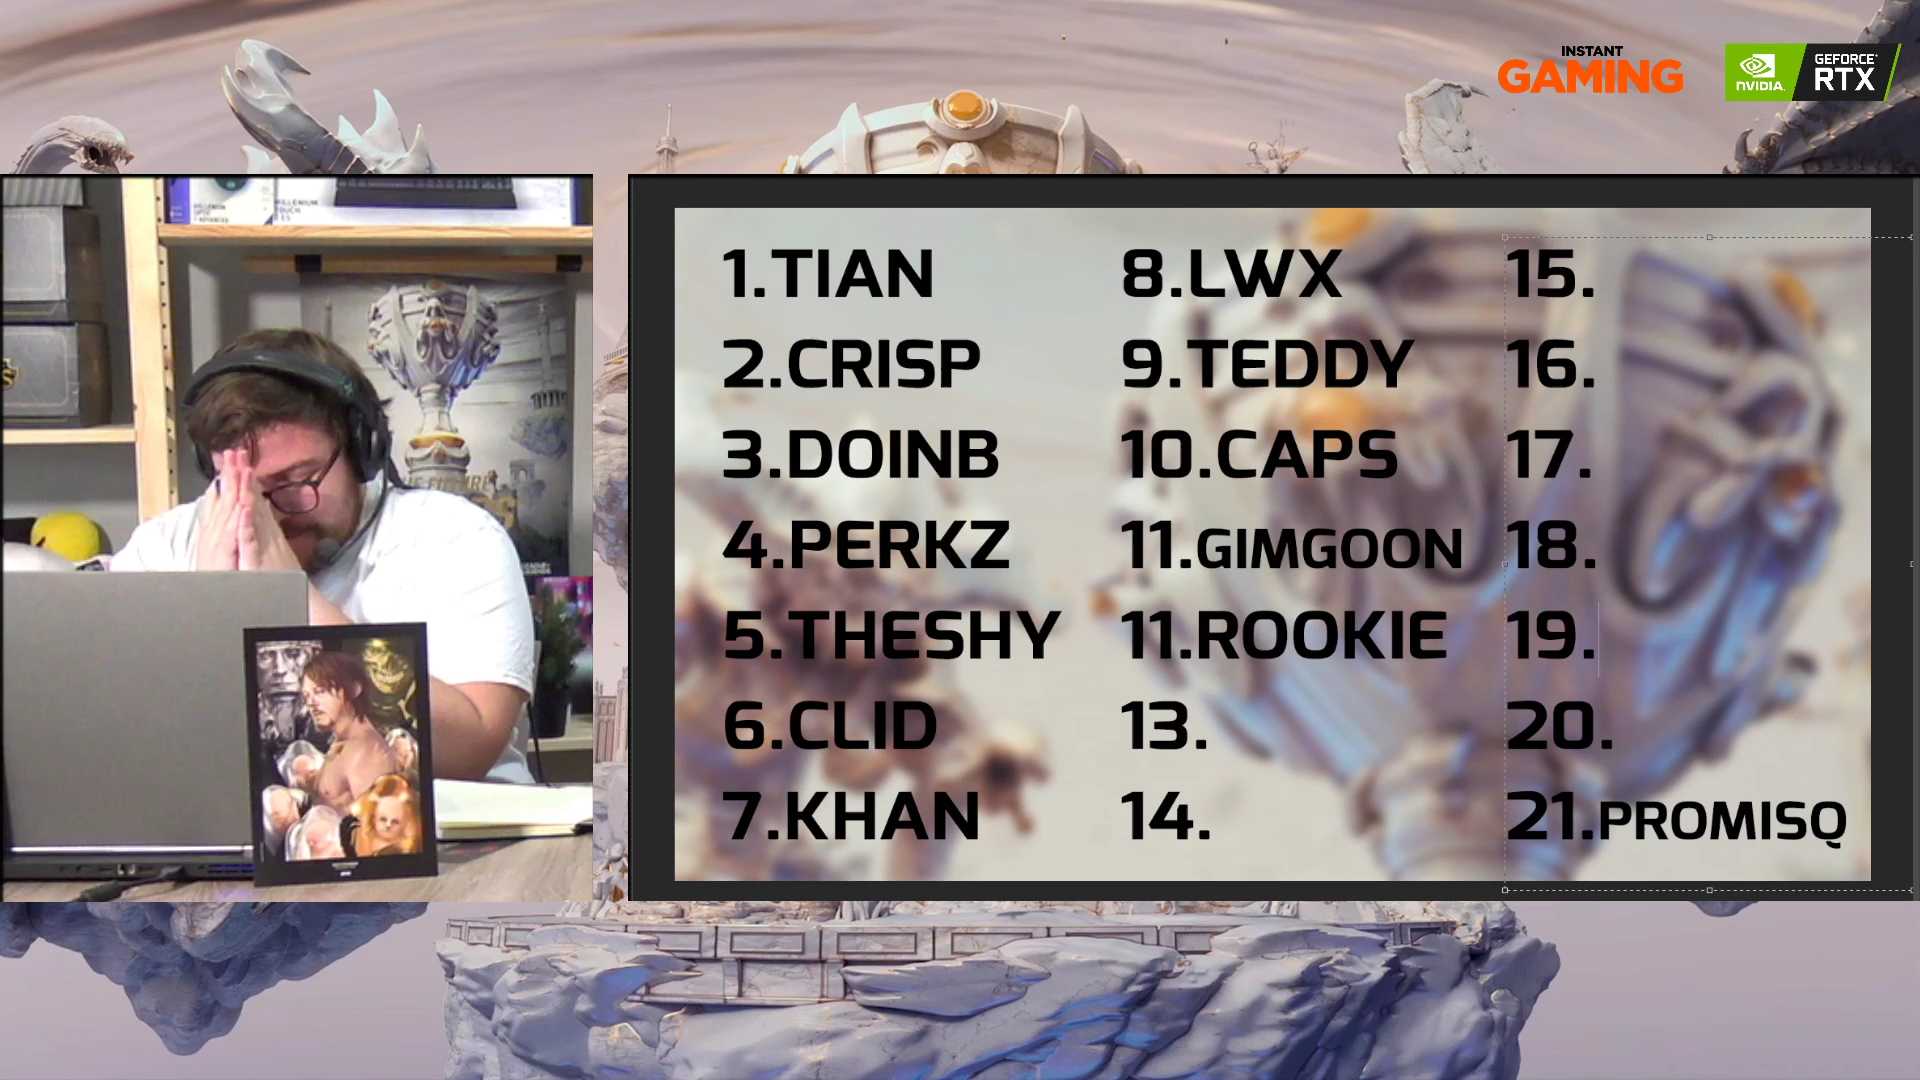 INSTANT
GAMING
NVIDIA.
GEFORCE
RTX
1.TIAN
2.CRISP
3.DOINB
4.PERKZ
5.THESHY
6.CLID
7.KHAN
8.LWX
9.TEDDY
10.CAPS
11.GIMGOON
11.ROOKIE
13.
14.
15.
16.
17.
18.
19.
20.
21.PROMISQ